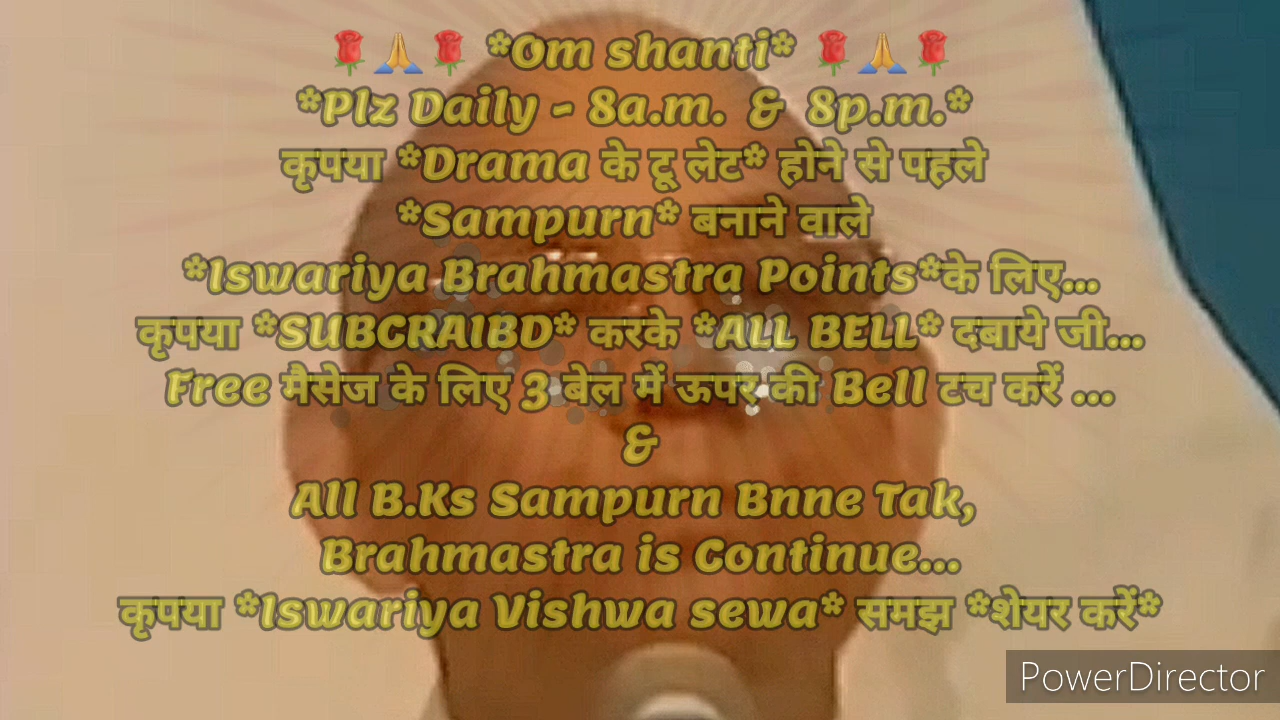 🌹🙏🌹 *Om shanti* 🌹🙏🌹
*Plz Daily - 8a.m. & 8p.m.*
कृपया *Drama के टू लेट* होने से पहले
*Sampurn* बनाने वाले
*Iswariya Brahmastra Points*के लिए...
कृपया *SUBCRAIBD* करके *ALL BELL* दबाये जी...
Free मैसेज के लिए 3 बेल में ऊपर की Bell टच करें ...
&
All B.Ks Sampurn Bnne Tak,
Brahmastra is Continue...
कृपया *Iswariya Vishwa sewa* समझ *शेयर करें*
PowerDirector